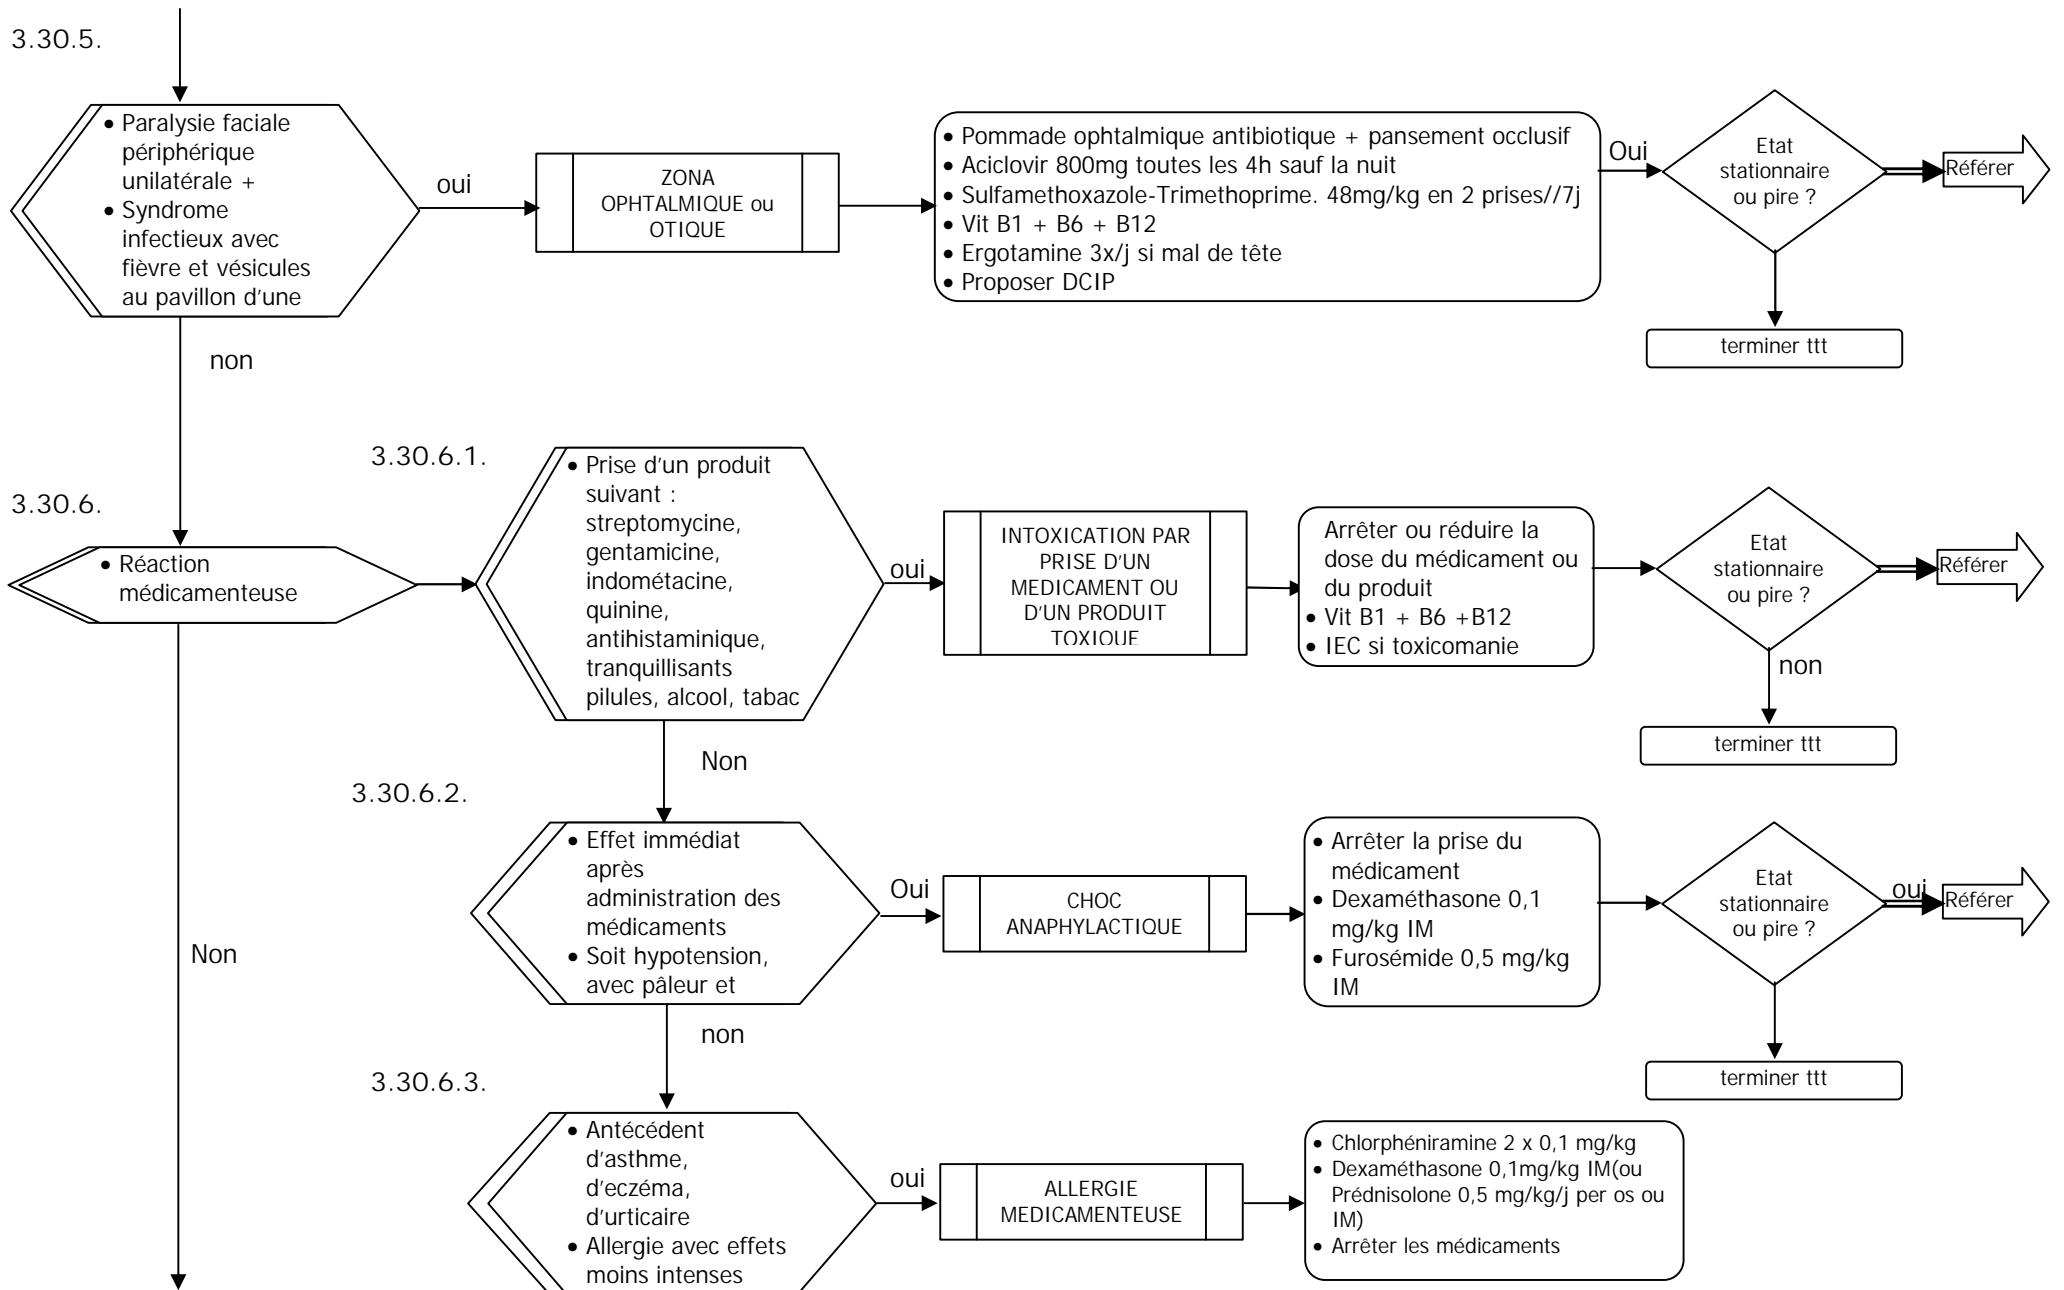 3.30.5.
• Paralysie faciale
périphérique
unilatérale +
• Syndrome
infectieux avec
fièvre et vésicules
au pavillon d'une
oui
ZONA
OPHTALMIQUE ou
OTIQUE
• Pommade ophtalmique antibiotique + pansement occlusif
• Aciclovir 800mg toutes les 4h sauf la nuit
• Sulfamethoxazole-Trimethoprime. 48mg/kg en 2 prises//7j
• Vit B1 + B6 + B12
• Ergotamine 3x/j si mal de tête
• Proposer DCIP
Oui
Etat
stationnaire
ou pire ?
Référer
terminer ttt
non
3.30.6.
• Réaction
médicamenteuse
3.30.6.1.
• Prise d'un produit
suivant :
streptomycine,
gentamicine,
indométacine,
quinine,
antihistaminique,
tranquillisants
pilules, alcool, tabac
oui
INTOXICATION PAR
PRISE D'UN
MEDICAMENT OU
D'UN PRODUIT
TOXIQUE
Arrêter ou réduire la
dose du médicament ou
du produit
• Vit B1 + B6 +B12
• IEC si toxicomanie
Etat
stationnaire
ou pire ?
Référer
non
terminer ttt
Non
3.30.6.2.
• Effet immédiat
après
administration des
médicaments
• Soit hypotension,
avec pâleur et
Oui
CHOC
ANAPHYLACTIQUE
• Arrêter la prise du
médicament
• Dexaméthasone 0,1
mg/kg IM
• Furosémide 0,5 mg/kg
IM
Etat
stationnaire
ou pire ?
oui
Référer
terminer ttt
Non
non
3.30.6.3.
• Antécédent
d'asthme,
d'eczéma,
d'urticaire
• Allergie avec effets
moins intenses
oui
ALLERGIE
MEDICAMENTEUSE
• Chlorphéniramine 2 x 0,1 mg/kg
• Dexaméthasone 0,1mg/kg IM(ou
Prédnisolone 0,5 mg/kg/j per os ou
IM)
• Arrêter les médicaments